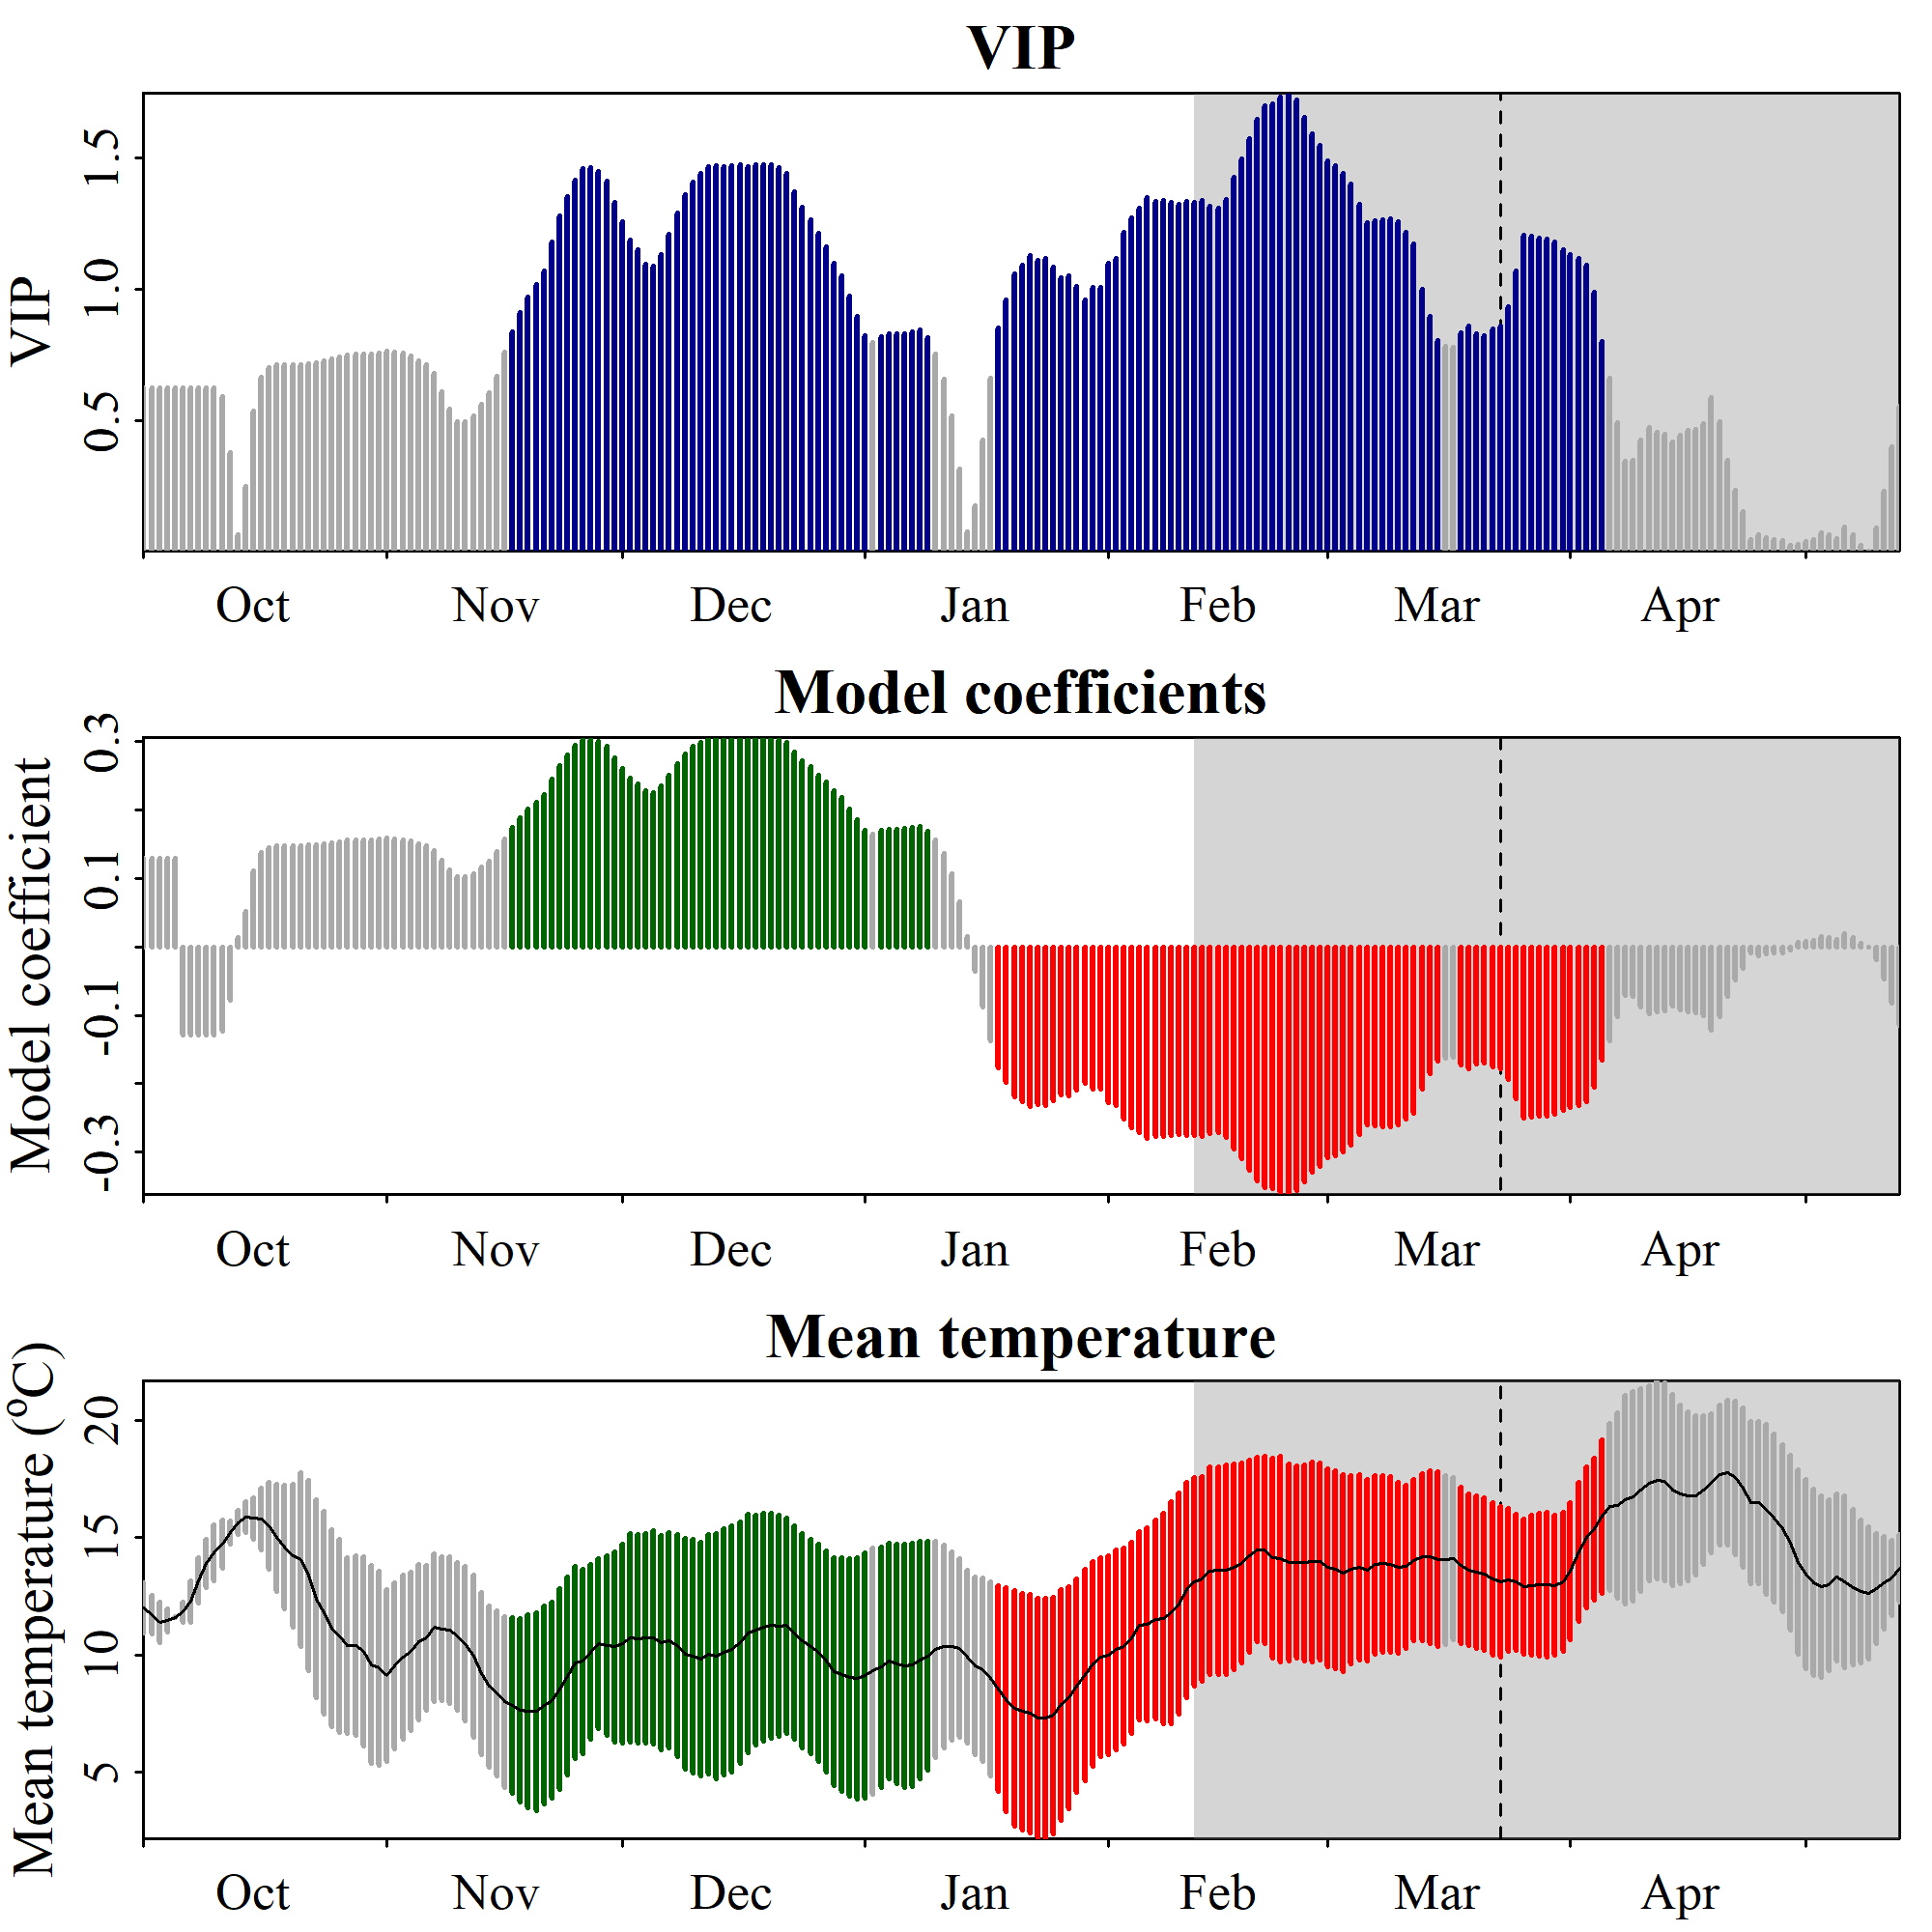 VIP
VIP
1.5
1.0
0.5
Oct Nov Dec Jan Feb Mar Apr
Model coefficients
Model coefficient
0.3
0.1
-0.1
-0.3
Oct Nov Dec Jan Feb Mar Apr
Mean temperature
Mean temperature (ºC)
20
15
10
5
Oct Nov Dec Jan Feb Mar Apr